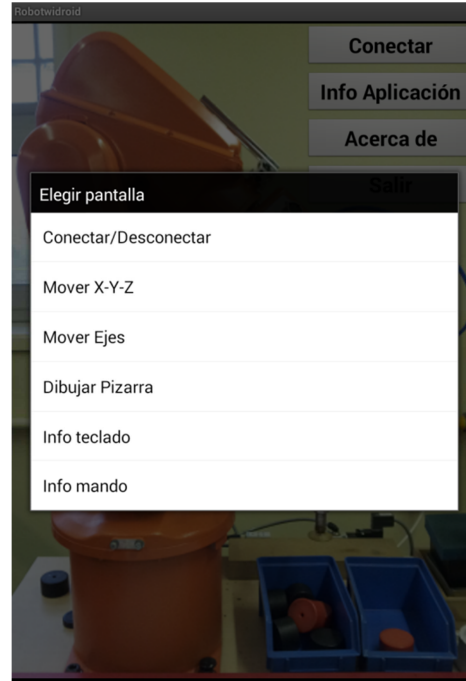 Robotwidroid
Conectar
Info Aplicación
Acerca de
Salir
Elegir pantalla
Conectar/Desconectar
Mover X-Y-Z
Mover Ejes
Dibujar Pizarra
Info teclado
Info mando